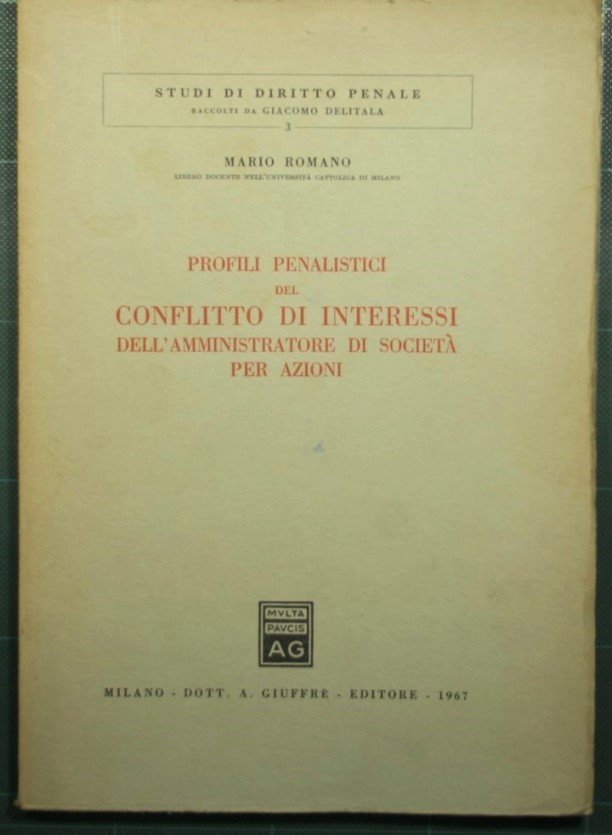 STUDI DI DIRITTO PENALE
RACCOLTI DA GIACOMO DELITALA
3
MARIO ROMANO
LIBERO DOCENTE NELL'UNIVERSITÀ CATTOLICA DI MILANO
PROFILI PENALISTICI
DEL
CONFLITTO DI INTERESSI
DELL'AMMINISTRATORE DI SOCIETÀ
PER AZIONI
MVLTA
PAVCIS
AG
MILANO - DOTT. A. GIUFFRÈ - EDITORE - 1967